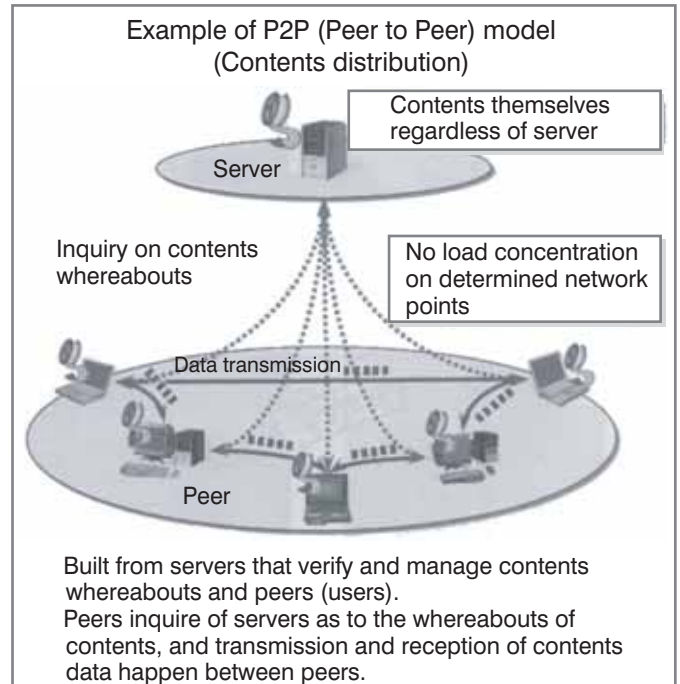 Example of P2P (Peer to Peer) model
(Contents distribution)
Contents themselves
regardless of server
Server
Inquiry on contents
whereabouts
No load concentration
on determined network
points
Data transmission
Peer
Built from servers that verify and manage contents
whereabouts and peers (users).
Peers inquire of servers as to the whereabouts of
contents, and transmission and reception of contents
data happen between peers.